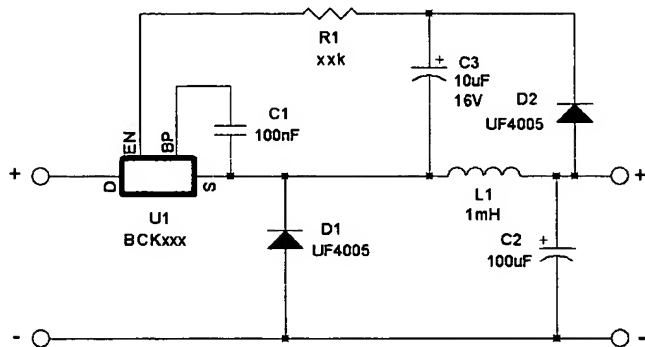 R1
xxk
C3
10uF
16V
D2
UF4005
EN
BP
C1
100nF
+
D
S
+
U1
BCKxxx
L1
1mH
D1
UF4005
C2
100uF
+
+
-
-